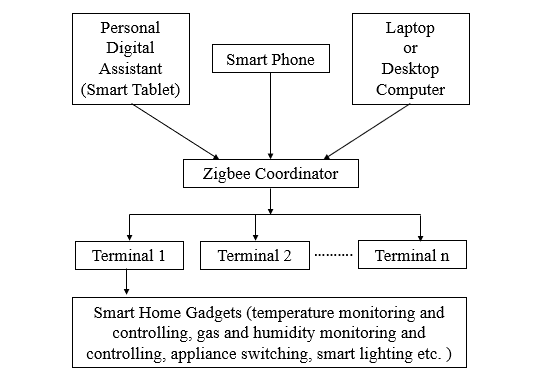 Personal
Digital
Assistant
(Smart Tablet)
Smart Phone
Laptop
or
Desktop
Computer
Zigbee Coordinator
Terminal 1
Terminal 2
..........
Terminal n
Smart Home Gadgets (temperature monitoring and
controlling, gas and humidity monitoring and
controlling, appliance switching, smart lighting etc. )